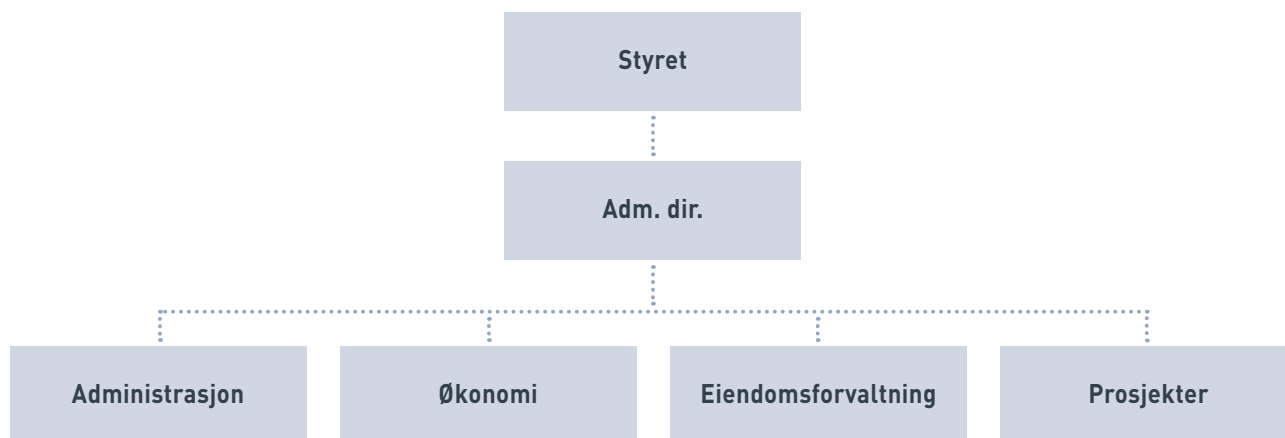 Styret
Adm. dir.
Administrasjon
Økonomi
Eiendomsforvaltning
Prosjekter